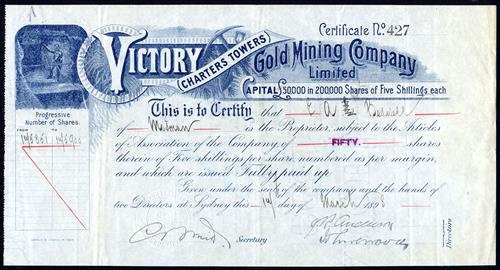 Certificate No. 427
VICTORY
CHARTERS TOWERS
Gold Mining Company
Limited
CAPITAL £50000 in 200000 Shares of Five Shillings each
Progressive
Number of Shares.
FROM TO
This is to Certify that
of is the Proprietor, subject to the Articles
of Association of the Company, of FIFTY. shares
therein of Five Shillings per share, numbered as per margin,
and which are issued Fully paid up.
Given under the seal of the company and the hands of
two Directors at Sydney this 14 day of March 189
Secretary
Directors